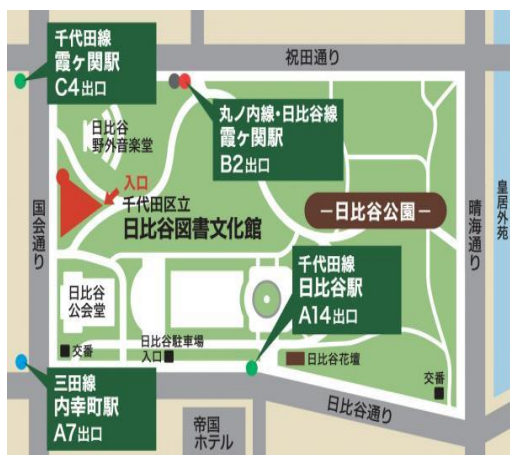 千代田線
霞ヶ関駅
C4出口
祝田通り
丸ノ内線・日比谷線
霞ヶ関駅
B2出口
日比谷
野外音楽堂
入口
千代田区立
日比谷図書文化館
国会通り
ー日比谷公園ー
晴海通り
皇居外苑
千代田線
日比谷駅
A14出口
日比谷
公会堂
交番
日比谷駐車場
入口
日比谷花壇
交番
三田線
内幸町駅
A7出口
帝国
ホテル
日比谷通り